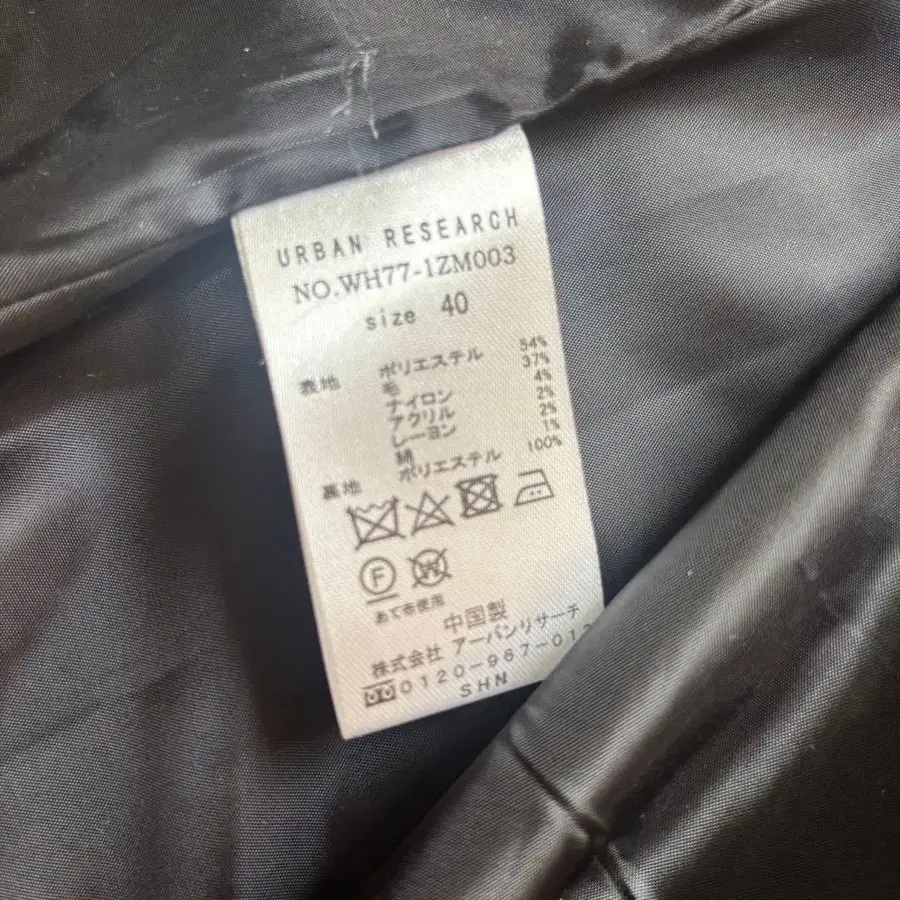 URBAN RESEARCH
NO.WH77-1ZM003
size 40
表地 ポリエステル 54%
毛 37%
ナイロン 4%
アクリル 2%
レーヨン 2%
綿 1%
裏地 ポリエステル 100%
F W
あて布使用
中国製
株式会社 アーバンリサーチ
0120-967-012
SHN